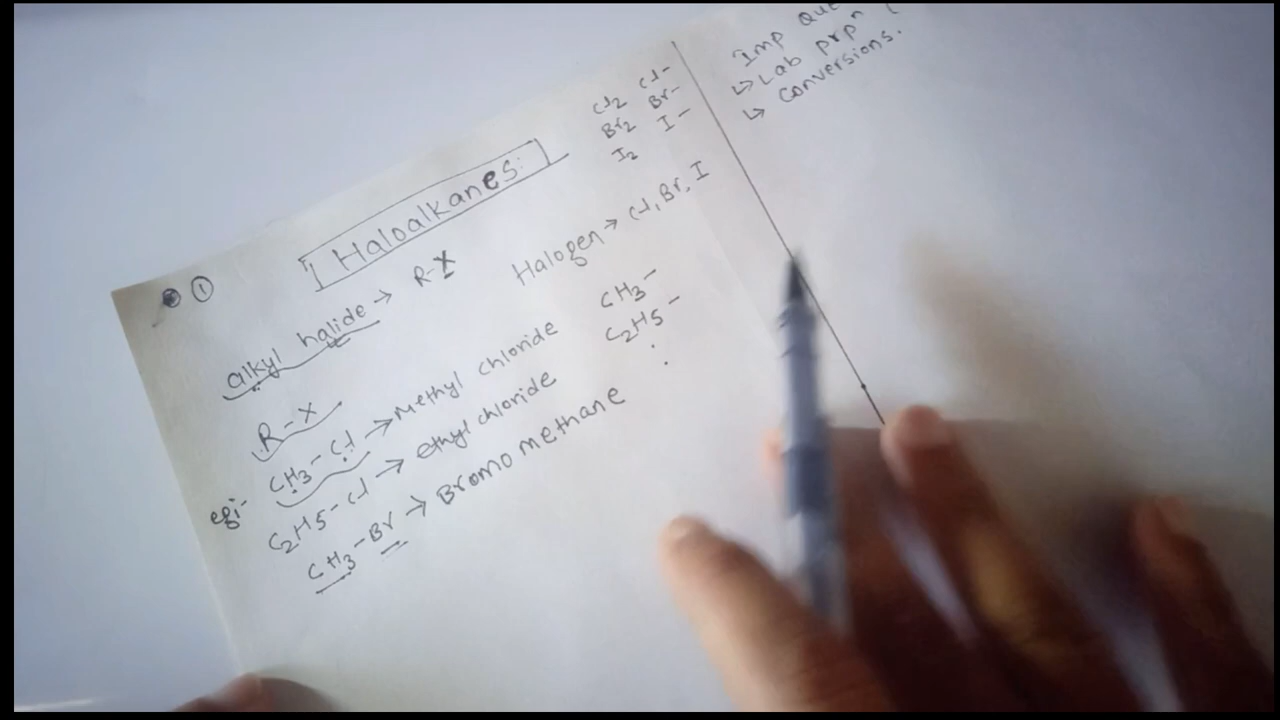 ①
Haloalkanes:
Cl2 Cl-
Br2 Br-
I2 I-
alkyl halide → R-X
Halogen → Cl, Br, I
R-X
CH3-
C2H5-
eg:- CH3-Cl → Methyl chloride
C2H5-Cl → ethyl chloride
CH3-Br → Bromo methane
Imp Que
↳ Lab prpⁿ (
↳ conversions.